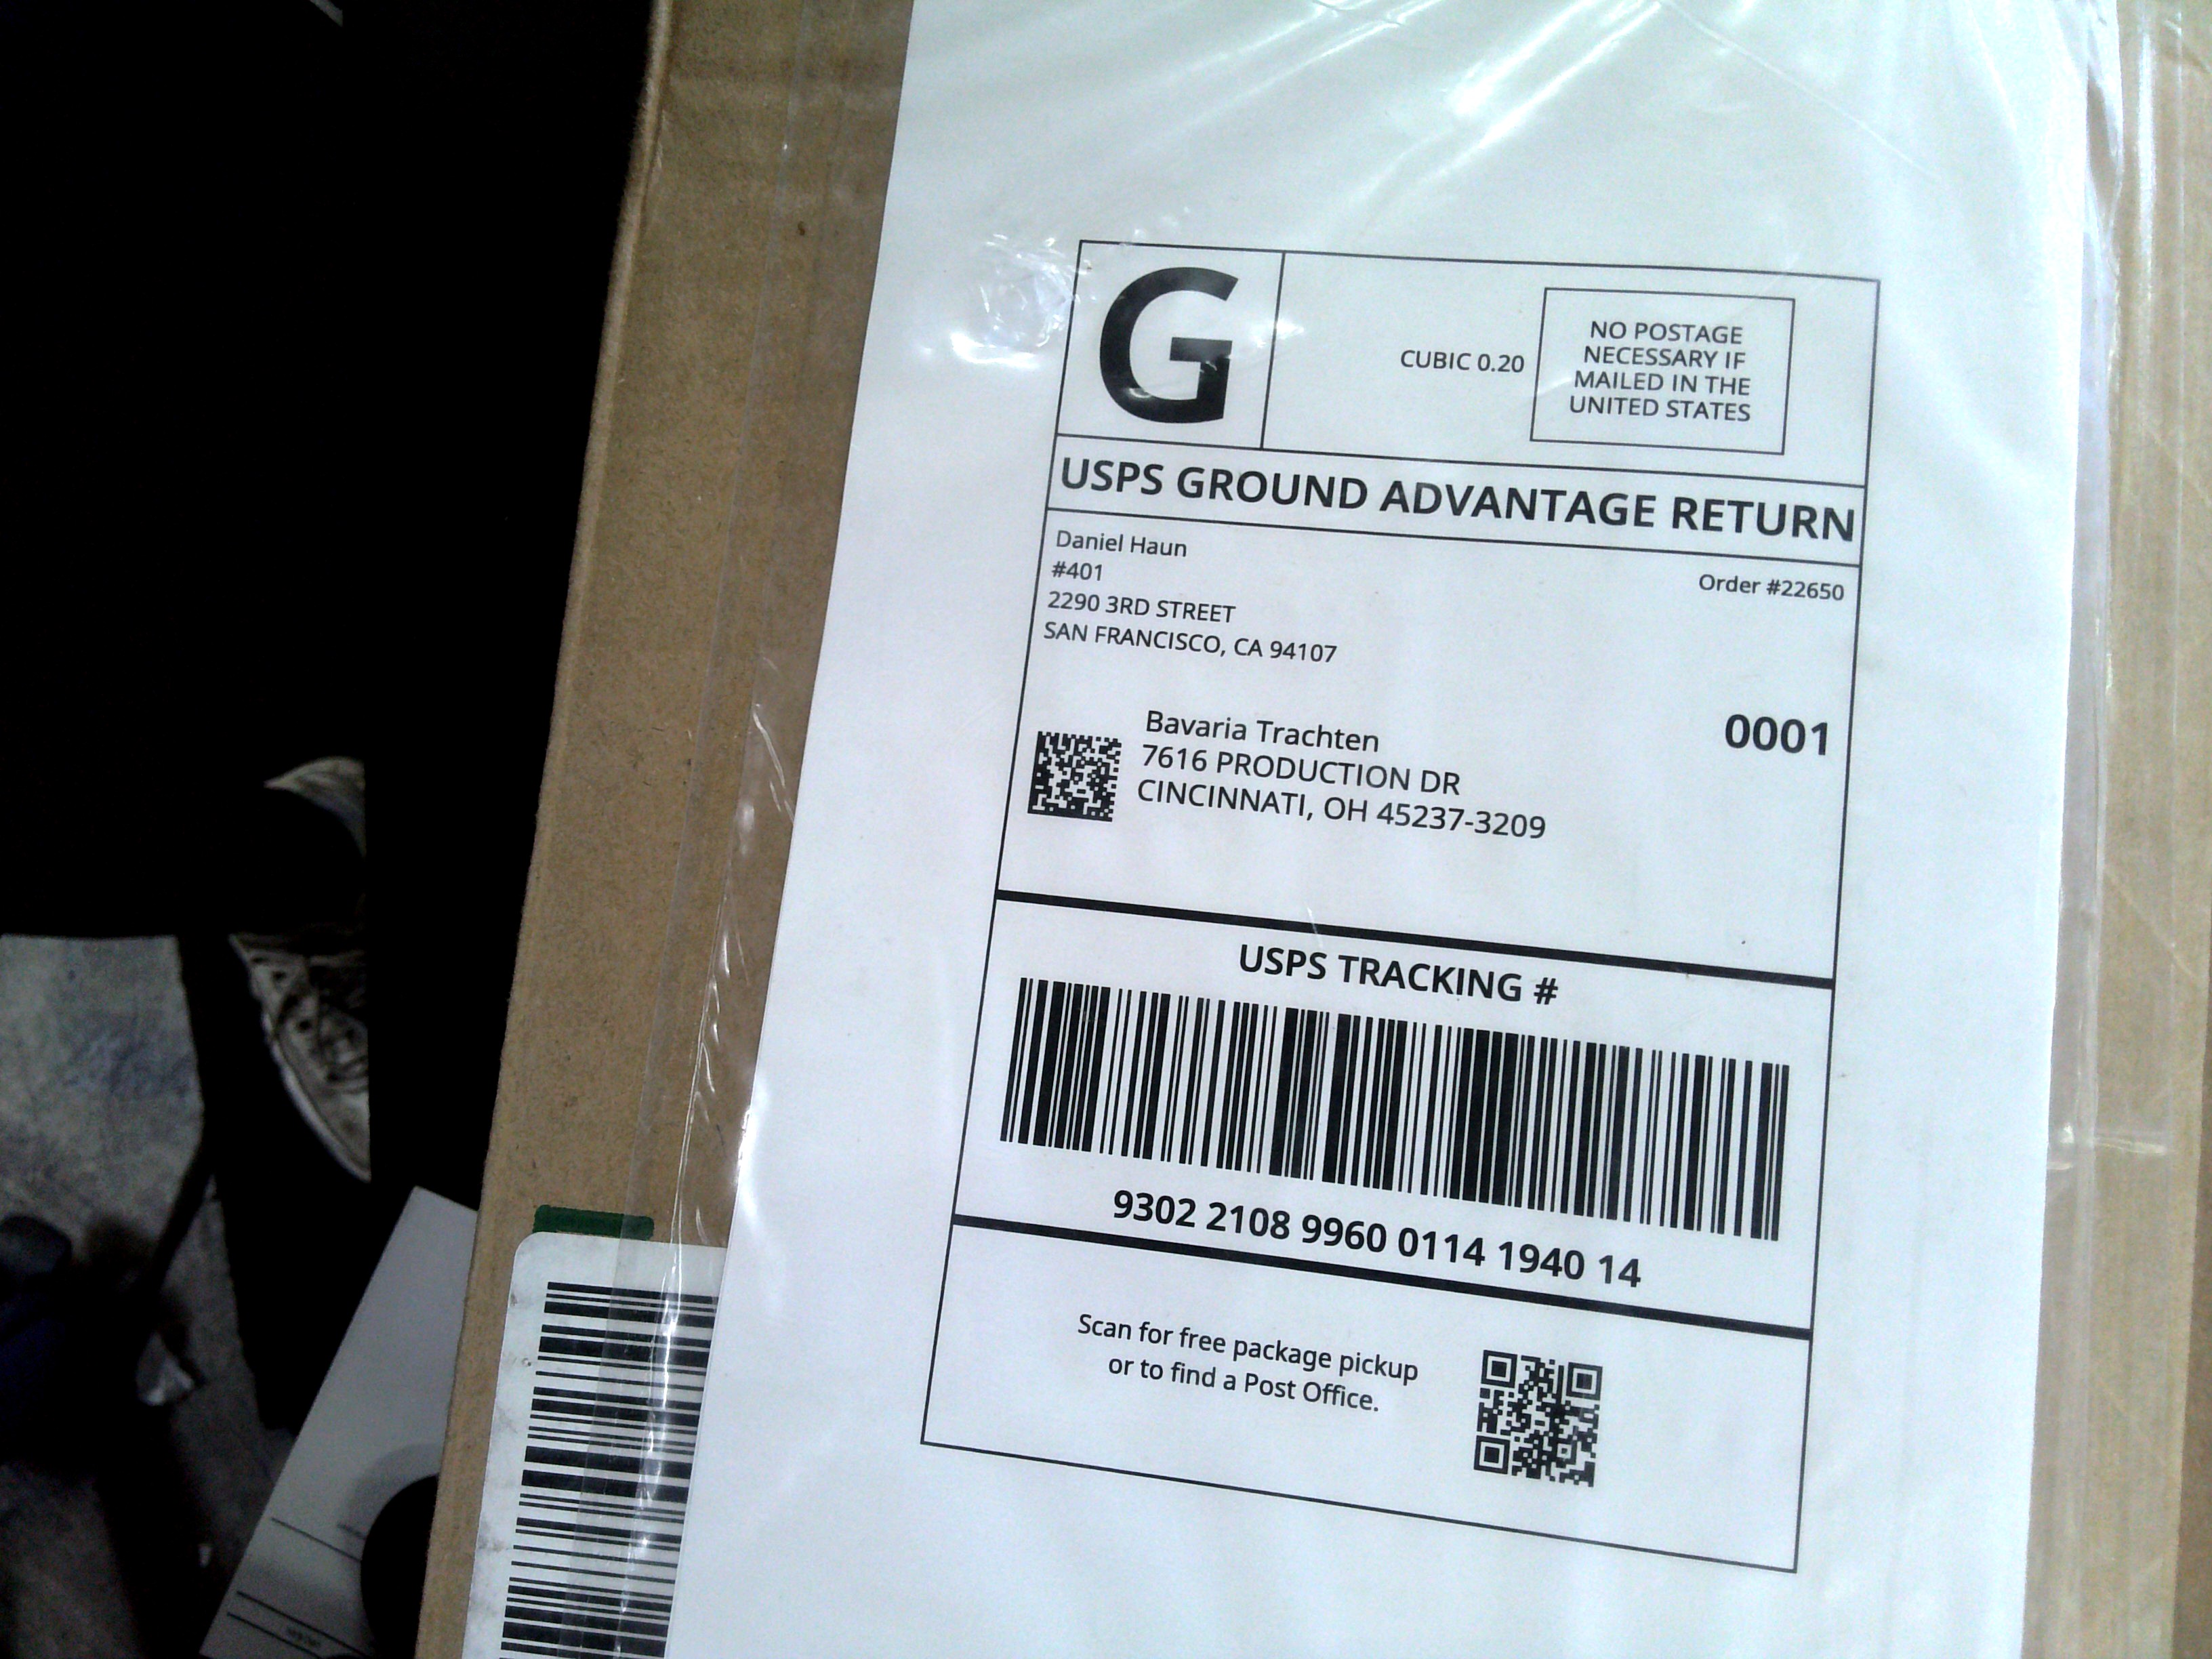 G
CUBIC 0.20
NO POSTAGE
NECESSARY IF
MAILED IN THE
UNITED STATES
USPS GROUND ADVANTAGE RETURN
Daniel Haun
#401
2290 3RD STREET
SAN FRANCISCO, CA 94107
Order #22650
0001
Bavaria Trachten
7616 PRODUCTION DR
CINCINNATI, OH 45237-3209
USPS TRACKING #
9302 2108 9960 0114 1940 14
Scan for free package pickup
or to find a Post Office.